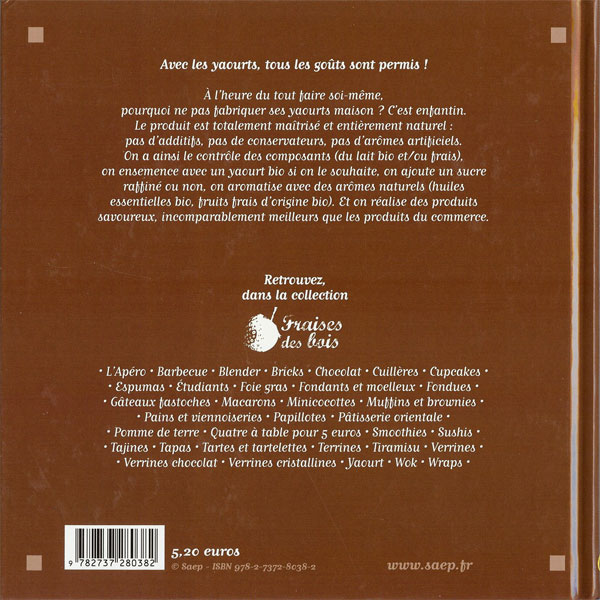 Avec les yaourts, tous les goûts sont permis !
À l'heure du tout faire soi-même,
pourquoi ne pas fabriquer ses yaourts maison ? C'est enfantin.
Le produit est totalement maîtrisé et entièrement naturel :
pas d'additifs, pas de conservateurs, pas d'arômes artificiels.
On a ainsi le contrôle des composants (du lait bio et/ou frais),
on ensemence avec un yaourt bio si on le souhaite, on ajoute un sucre
raffiné ou non, on aromatise avec des arômes naturels (huiles
essentielles bio, fruits frais d'origine bio). Et on réalise des produits
savoureux, incomparablement meilleurs que les produits du commerce.
Retrouvez,
dans la collection
Fraises
des bois
• L'Apéro • Barbecue • Blender • Bricks • Chocolat • Cuillères • Cupcakes •
• Espumas • Étudiants • Foie gras • Fondants et moelleux • Fondues •
• Gâteaux fastoches • Macarons • Minicocottes • Muffins et brownies •
• Pains et viennoiseries • Papillotes • Pâtisserie orientale •
• Pomme de terre • Quatre à table pour 5 euros • Smoothies • Sushis •
• Tajines • Tapas • Tartes et tartelettes • Terrines • Tiramisu • Verrines •
• Verrines chocolat • Verrines cristallines • Yaourt • Wok • Wraps •
9 782737 280382
5,20 euros
© Saep - ISBN 978-2-7372-8038-2
www.saep.fr